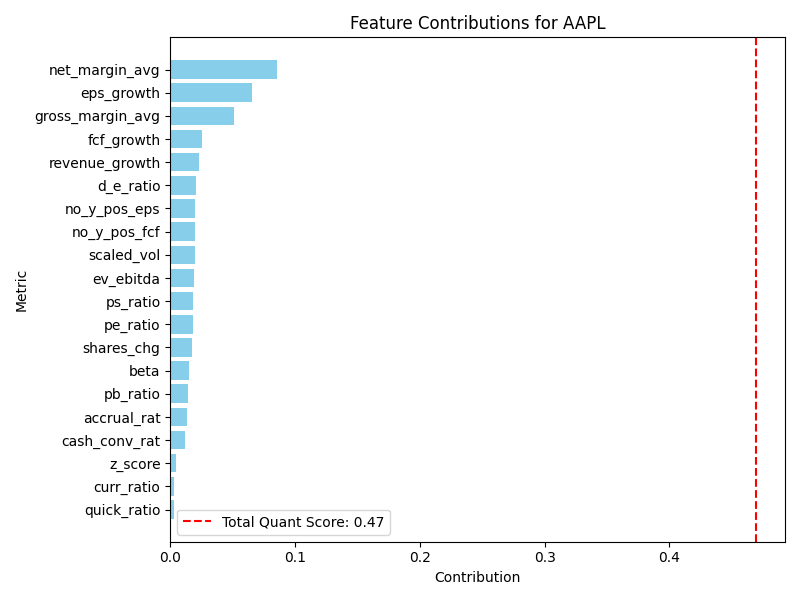 Feature Contributions for AAPL
net_margin_avg
eps_growth
gross_margin_avg
fcf_growth
revenue_growth
d_e_ratio
no_y_pos_eps
no_y_pos_fcf
scaled_vol
ev_ebitda
ps_ratio
pe_ratio
shares_chg
beta
pb_ratio
accrual_rat
cash_conv_rat
z_score
curr_ratio
quick_ratio
Metric
Total Quant Score: 0.47
0.0 0.1 0.2 0.3 0.4
Contribution